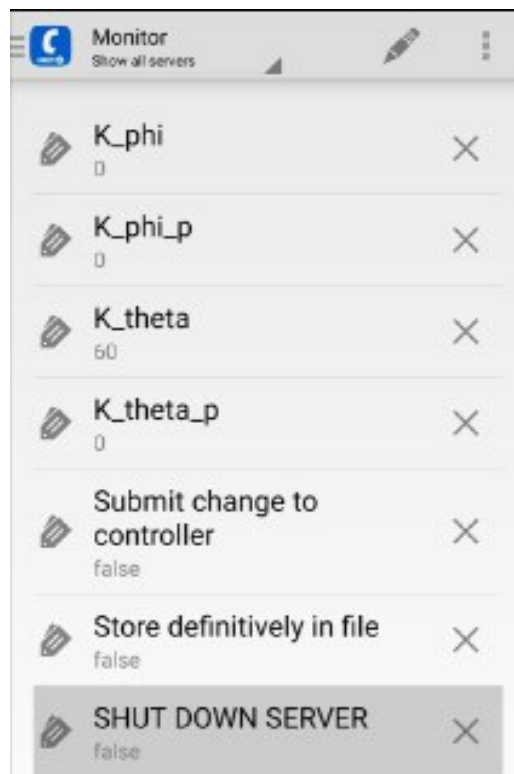 Monitor
Show all servers
K_phi
0
K_phi_p
0
K_theta
60
K_theta_p
0
Submit change to
controller
false
Store definitively in file
false
SHUT DOWN SERVER
false